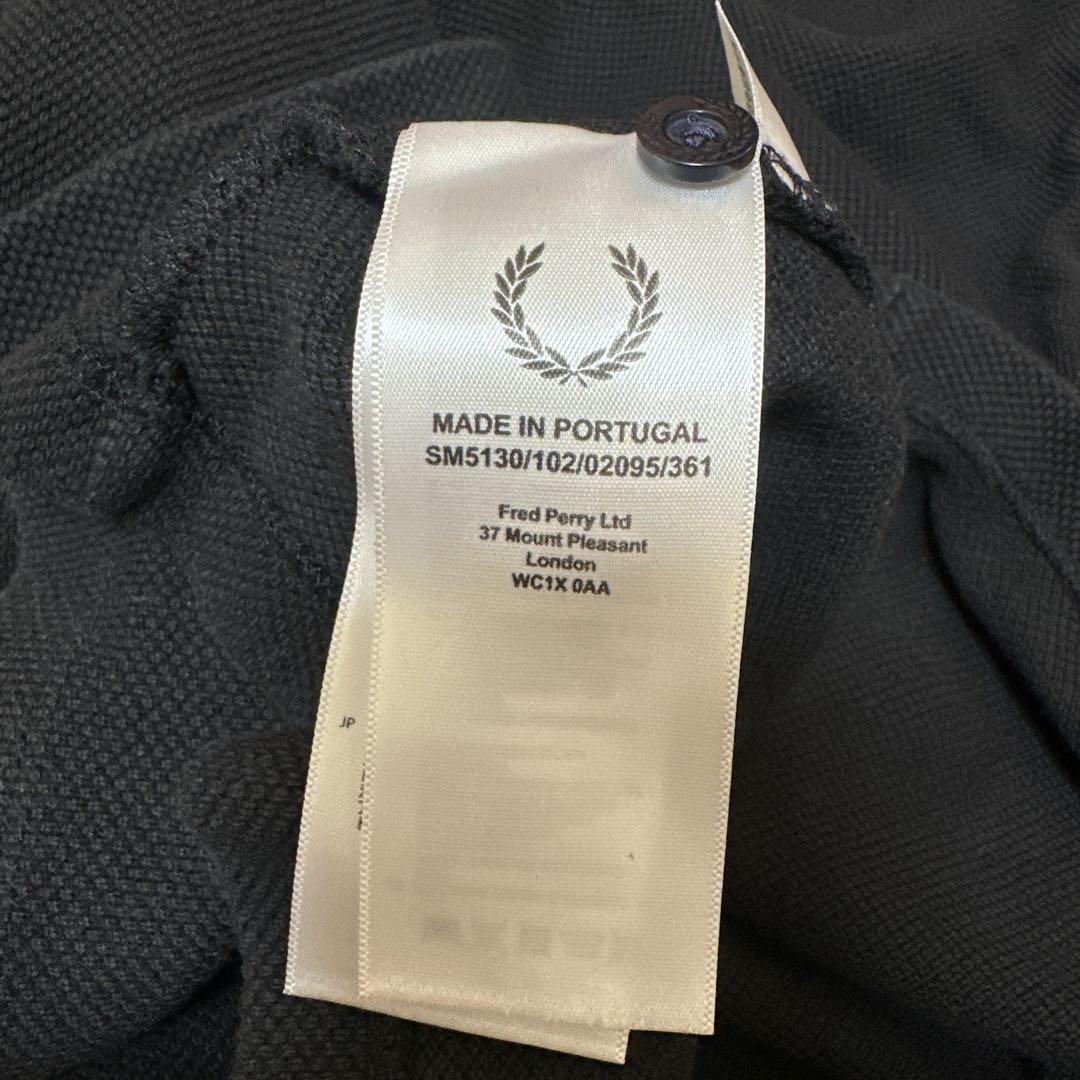 MADE IN PORTUGAL
SM5130/102/02095/361
Fred Perry Ltd
37 Mount Pleasant
London
WC1X 0AA
JP